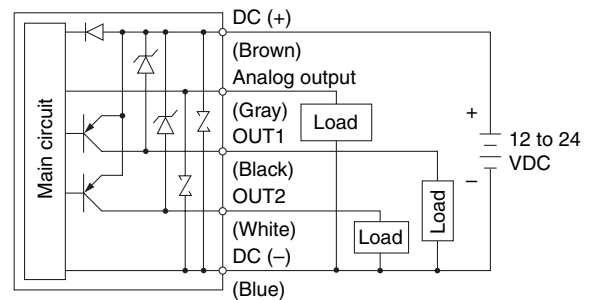 DC (+)
(Brown)
Analog output
(Gray)
OUT1
(Black)
OUT2
(White)
DC (–)
(Blue)
Main circuit
Load
Load
Load
+
12 to 24
VDC
–